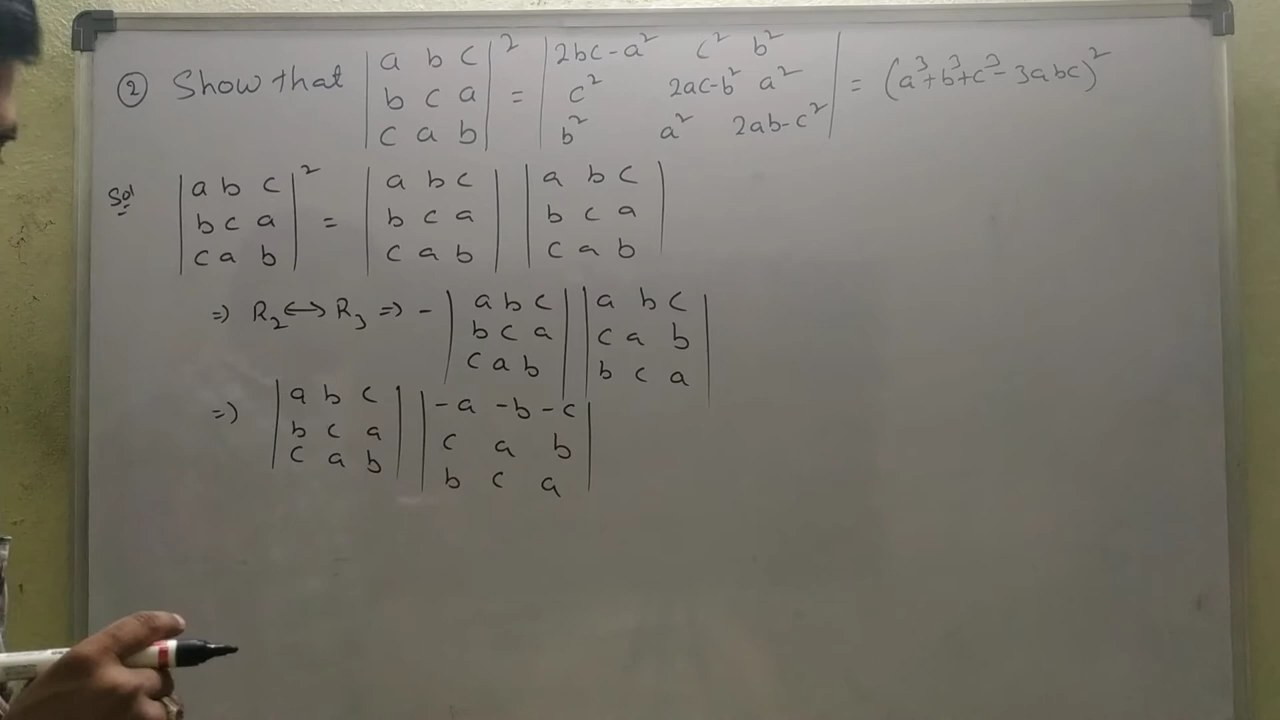 ② Show that | a b c |² = | 2bc-a² c² b² | = (a³+b³+c³-3abc)²
| b c a | | c² 2ac-b² a² |
| c a b | | b² a² 2ab-c² |
Sol | a b c |² = | a b c | | a b c |
| b c a | | b c a | | b c a |
| c a b | | c a b | | c a b |
⇒ R₂ ↔ R₃ ⇒ - | a b c | | a b c |
| b c a | | c a b |
| c a b | | b c a |
⇒ | a b c | | -a -b -c |
| b c a | | c a b |
| c a b | | b c a |